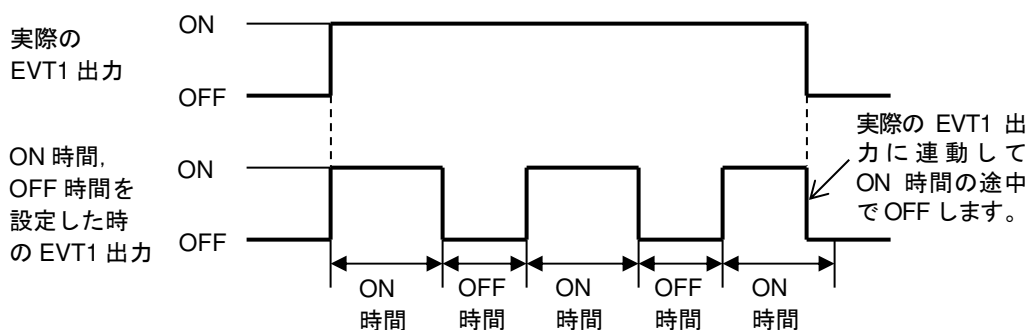 実際の
EVT1 出力
ON
OFF
ON 時間,
OFF 時間を
設定した時
の EVT1 出力
ON
OFF
実際の EVT1 出
力に連動して
ON 時間の途中
で OFF します。
ON
時間
OFF
時間
ON
時間
OFF
時間
ON
時間